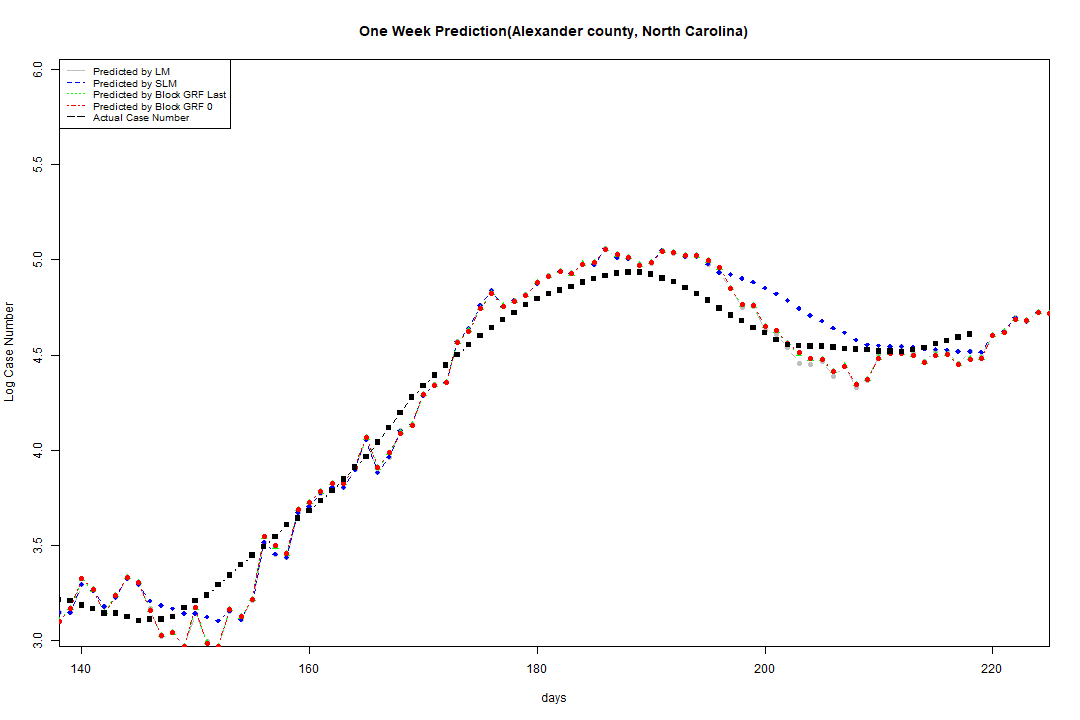 One Week Prediction(Alexander county, North Carolina)
Predicted by LM
Predicted by SLM
Predicted by Block GRF Last
Predicted by Block GRF 0
Actual Case Number
6.0
5.5
5.0
4.5
4.0
3.5
3.0
Log Case Number
140 160 180 200 220
days